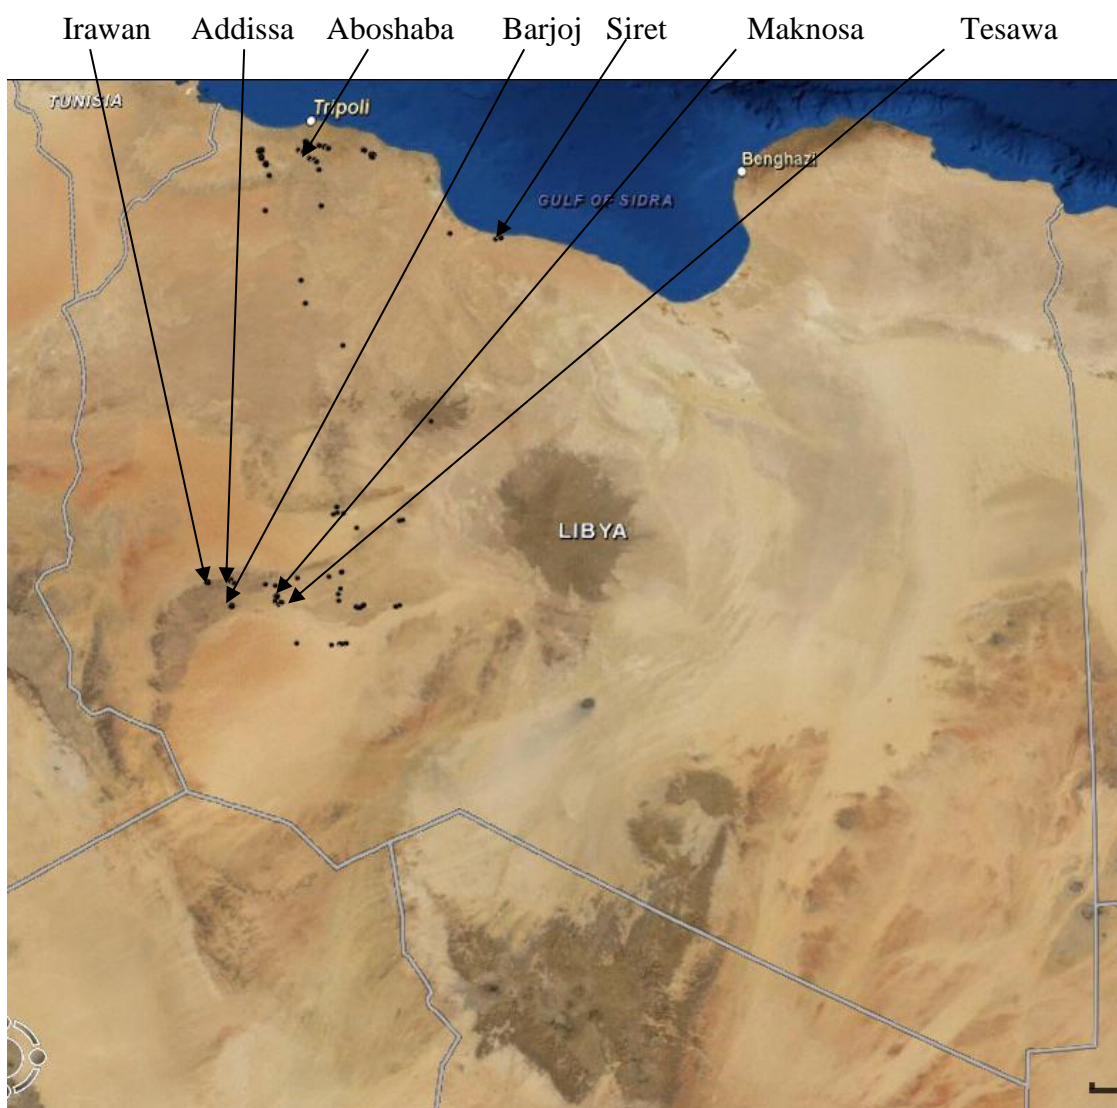 Irawan Addissa Aboshaba Barjoj Siret Maknosa Tesawa
TUNISIA
Tripoli
Benghazi
GULF OF SIDRA
LIBYA